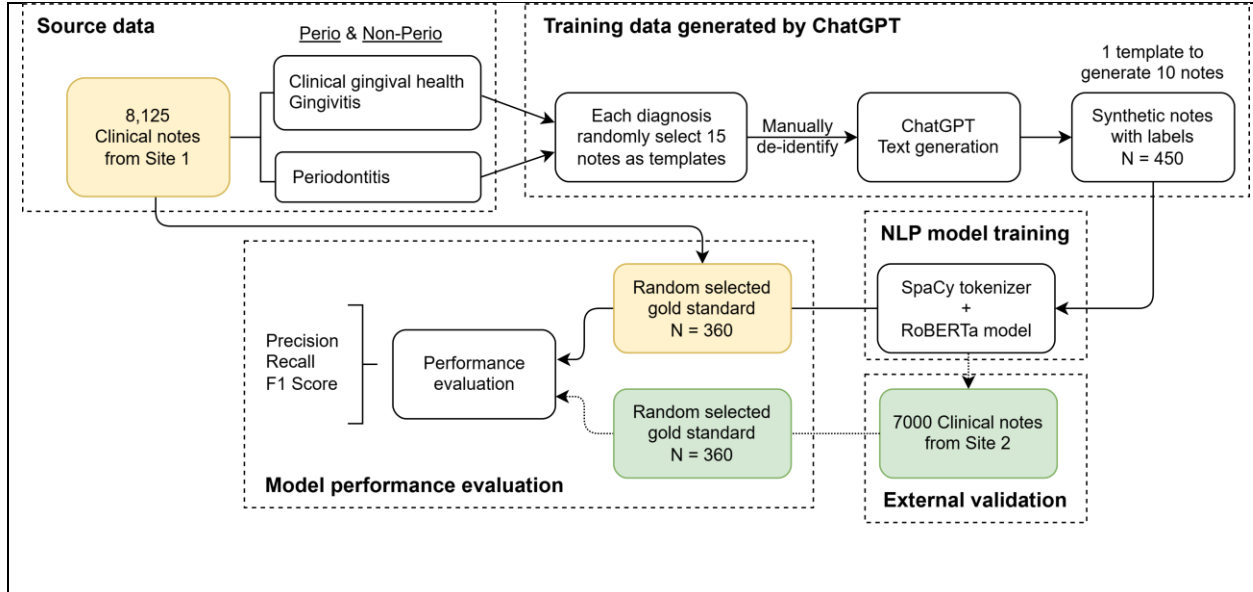 Source data
Perio & Non-Perio
8,125
Clinical notes
from Site 1
Clinical gingival health
Gingivitis
Periodontitis
Training data generated by ChatGPT
Each diagnosis
randomly select 15
notes as templates
Manually
de-identify
ChatGPT
Text generation
1 template to
generate 10 notes
Synthetic notes
with labels
N = 450
NLP model training
SpaCy tokenizer
+
RoBERTa model
Random selected
gold standard
N = 360
Precision
Recall
F1 Score
Performance
evaluation
Random selected
gold standard
N = 360
Model performance evaluation
7000 Clinical notes
from Site 2
External validation